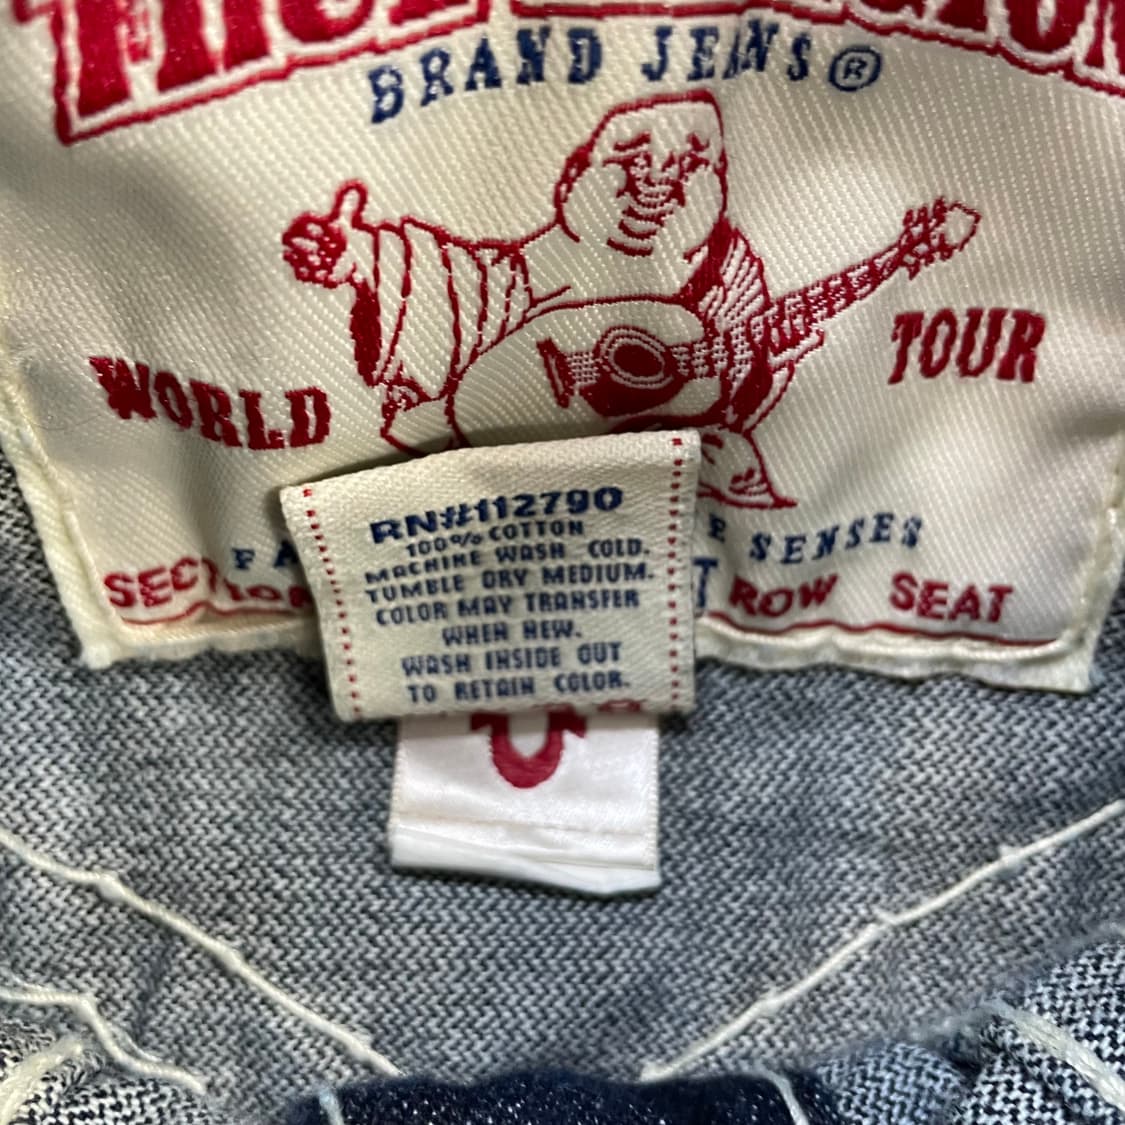 BRAND JEANS®
WORLD TOUR
RN#112790
100% COTTON
MACHINE WASH COLD.
TUMBLE DRY MEDIUM.
COLOR MAY TRANSFER
WHEN NEW.
WASH INSIDE OUT
TO RETAIN COLOR.
SENSES
SECTION ROW SEAT